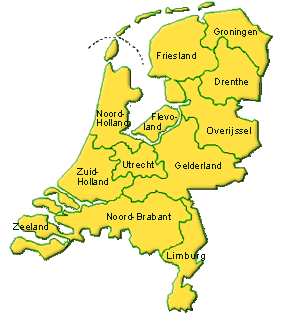 Groningen
Friesland
Drenthe
Noord-
Holland
Flevo-
land
Overijssel
Utrecht
Gelderland
Zuid-
Holland
Noord-Brabant
Zeeland
Limburg